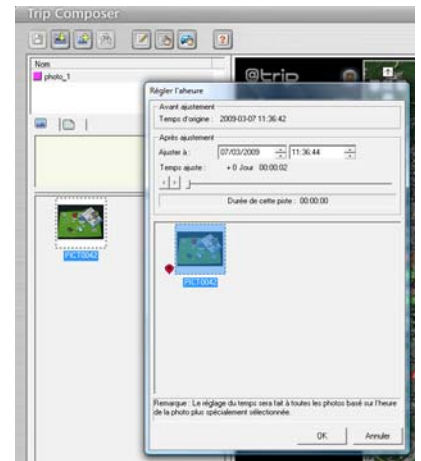 Trip Composer
Nom
photo_1
@trip
Régler l'aheure
Avant ajustement
Temps d'origine : 2009-03-07 11:36:42
Après ajustement
Ajuster à : 07/03/2009 11:36:44
Temps ajuste : + 0 Jour 00:00:02
Durée de cette piste : 00:00:00
PICT0042
PICT0042
Remarque : Le réglage du temps sera fait à toutes les photos basé sur l'heure
de la photo plus spécialement sélectionnée.
OK Annuler